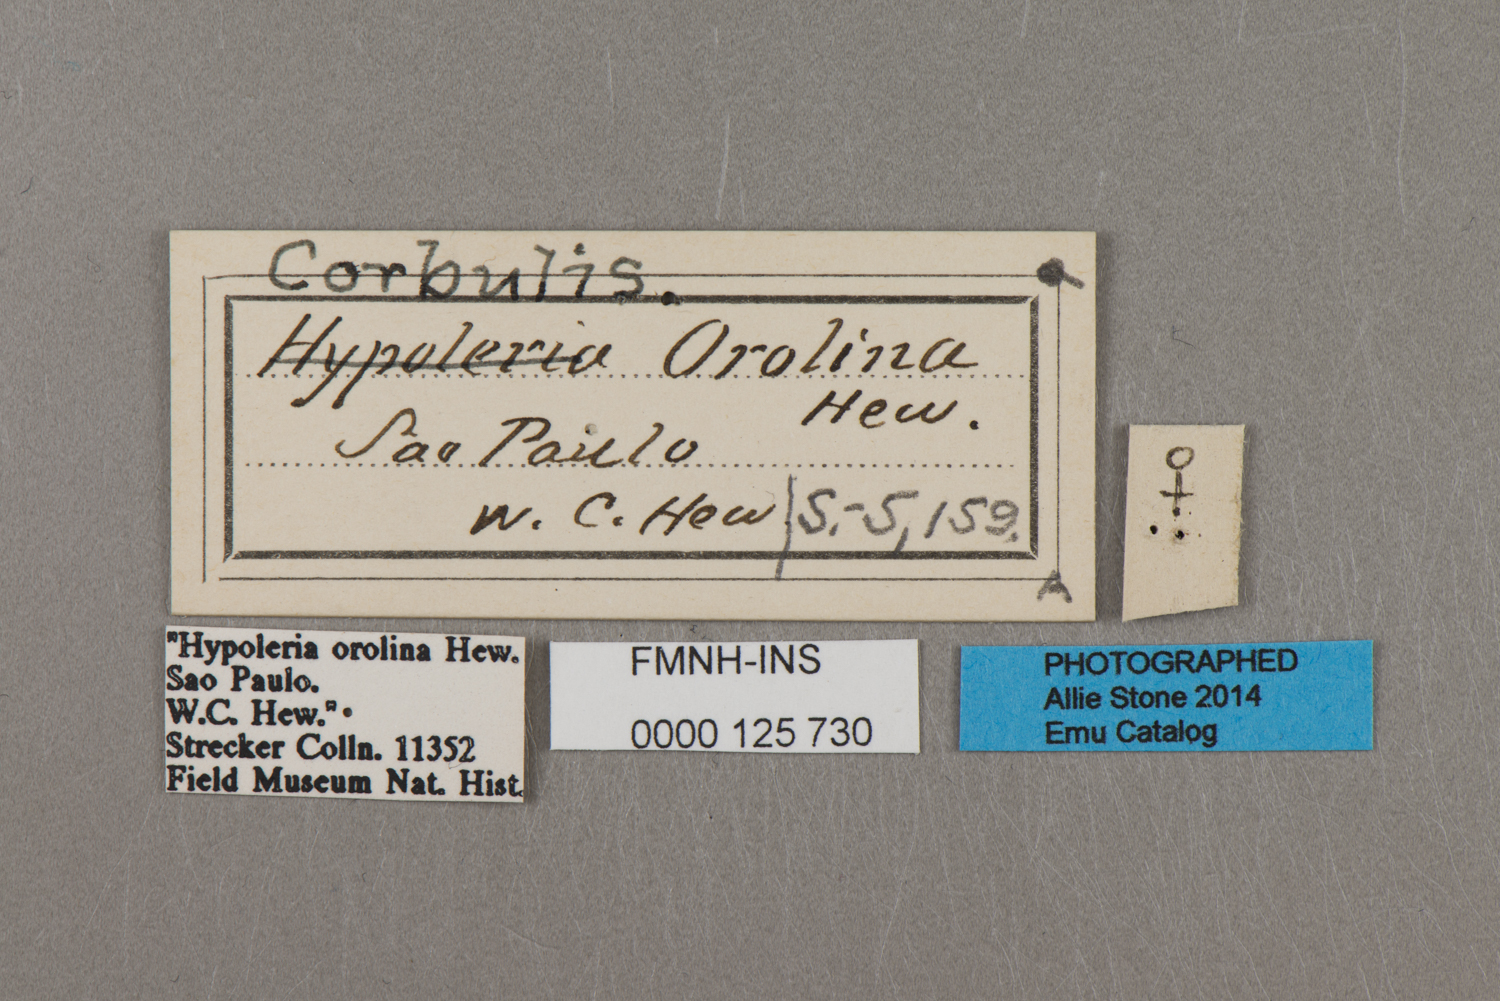 Corbulis.
a
Hypoleria Orolina
Hew.
Sao Paulo
W. C. Hew
S.-5,159.
A
♀
"Hypoleria orolina Hew.
Sao Paulo.
W.C. Hew."•
Strecker Colln. 11352
Field Museum Nat. Hist.
FMNH-INS
0000 125 730
PHOTOGRAPHED
Allie Stone 2014
Emu Catalog